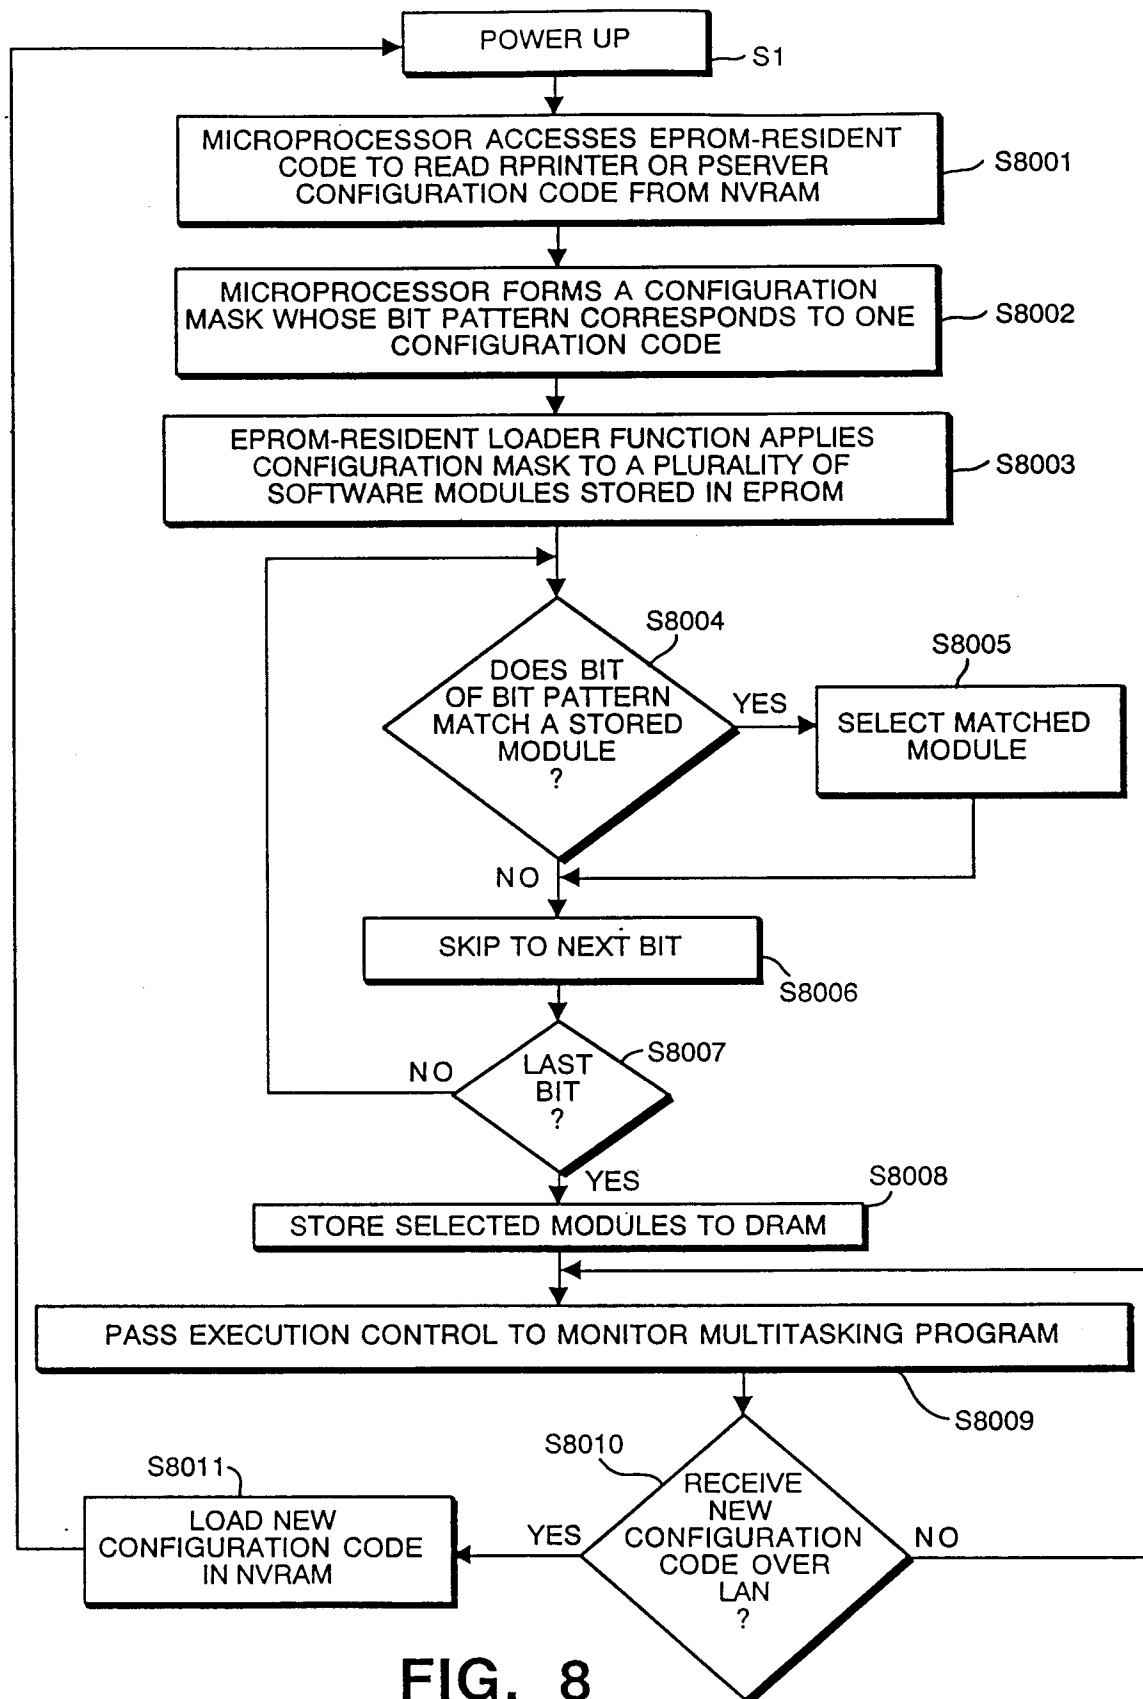 POWER UP
S1
MICROPROCESSOR ACCESSES EPROM-RESIDENT
CODE TO READ RPRINTER OR PSERVER
CONFIGURATION CODE FROM NVRAM
S8001
MICROPROCESSOR FORMS A CONFIGURATION
MASK WHOSE BIT PATTERN CORRESPONDS TO ONE
CONFIGURATION CODE
S8002
EPROM-RESIDENT LOADER FUNCTION APPLIES
CONFIGURATION MASK TO A PLURALITY OF
SOFTWARE MODULES STORED IN EPROM
S8003
S8004
DOES BIT
OF BIT PATTERN
MATCH A STORED
MODULE
?
YES
S8005
SELECT MATCHED
MODULE
NO
SKIP TO NEXT BIT
S8006
S8007
LAST
BIT
?
NO
YES
S8008
STORE SELECTED MODULES TO DRAM
PASS EXECUTION CONTROL TO MONITOR MULTITASKING PROGRAM
S8009
S8010
RECEIVE
NEW
CONFIGURATION
CODE OVER
LAN
?
NO
YES
S8011
LOAD NEW
CONFIGURATION CODE
IN NVRAM
FIG. 8